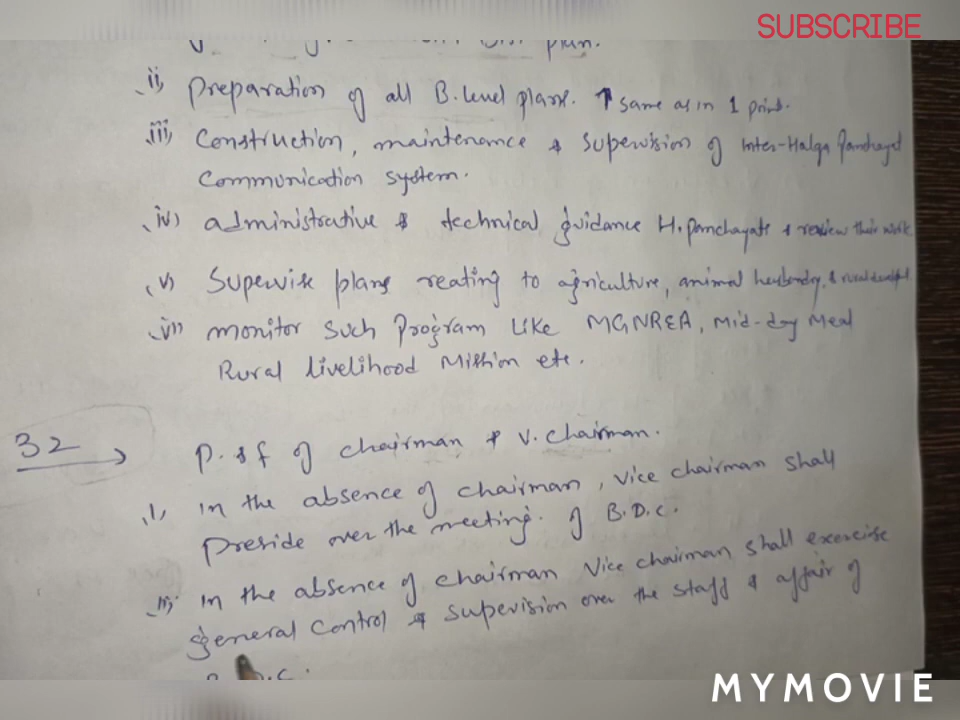 SUBSCRIBE
plan.
ii) Preparation of all B. level plans. ↑ same as in 1 point.
iii) Construction, maintenance & Supervision of Inter-Halqa Panchayat
Communication system.
iv) administrative & technical guidance H. Panchayats & review their work
v) Supervise plans reating to agriculture, animal
vi) monitor Such Program Like MGNREA, Mid-day Meal
Rural livelihood Mission etc.
32 → P. & f of chairman & V. Chairman.
i) In the absence of chairman, Vice chairman shall
Preside over the meeting. of B.D.C.
ii) In the absence of chairman Vice chairman shall exercise
general Control & supevision over the staff & affair of
MYMOVIE